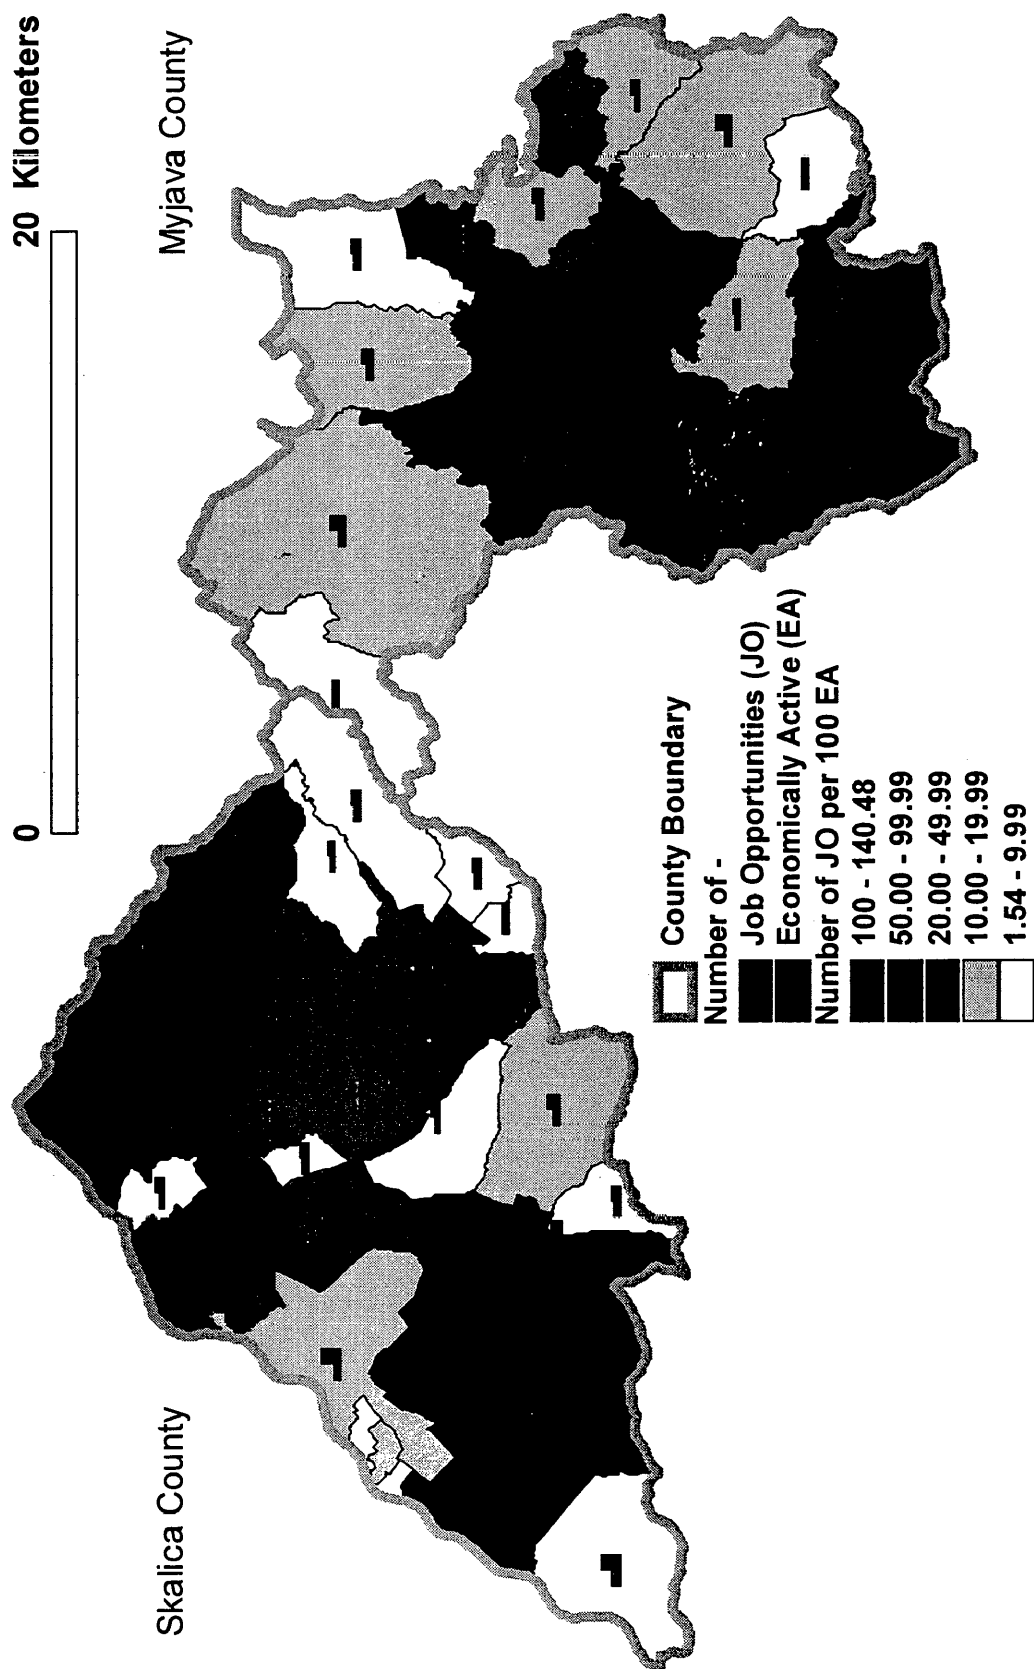 0 20 Kilometers
Skalica County
Myjava County
County Boundary
Number of -
Job Opportunities (JO)
Economically Active (EA)
Number of JO per 100 EA
100 - 140.48
50.00 - 99.99
20.00 - 49.99
10.00 - 19.99
1.54 - 9.99